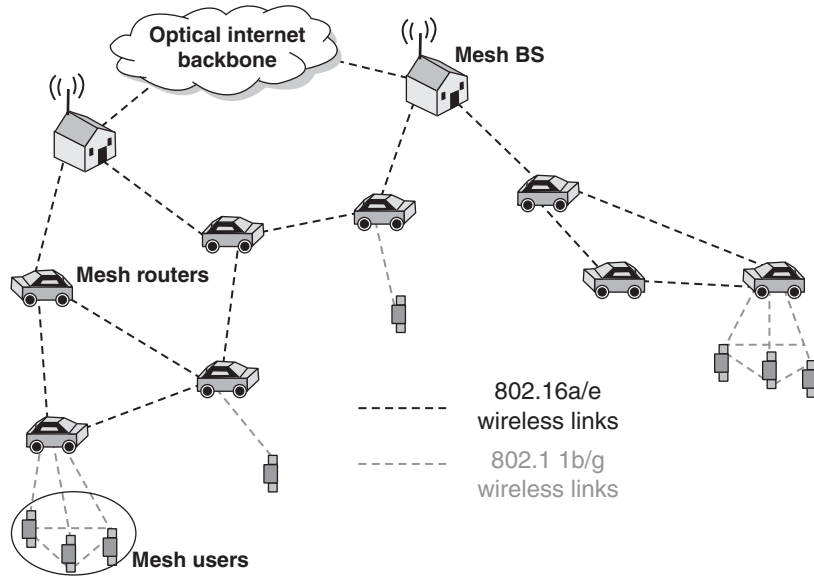 Optical internet
backbone
Mesh BS
Mesh routers
802.16a/e
wireless links
802.1 1b/g
wireless links
Mesh users